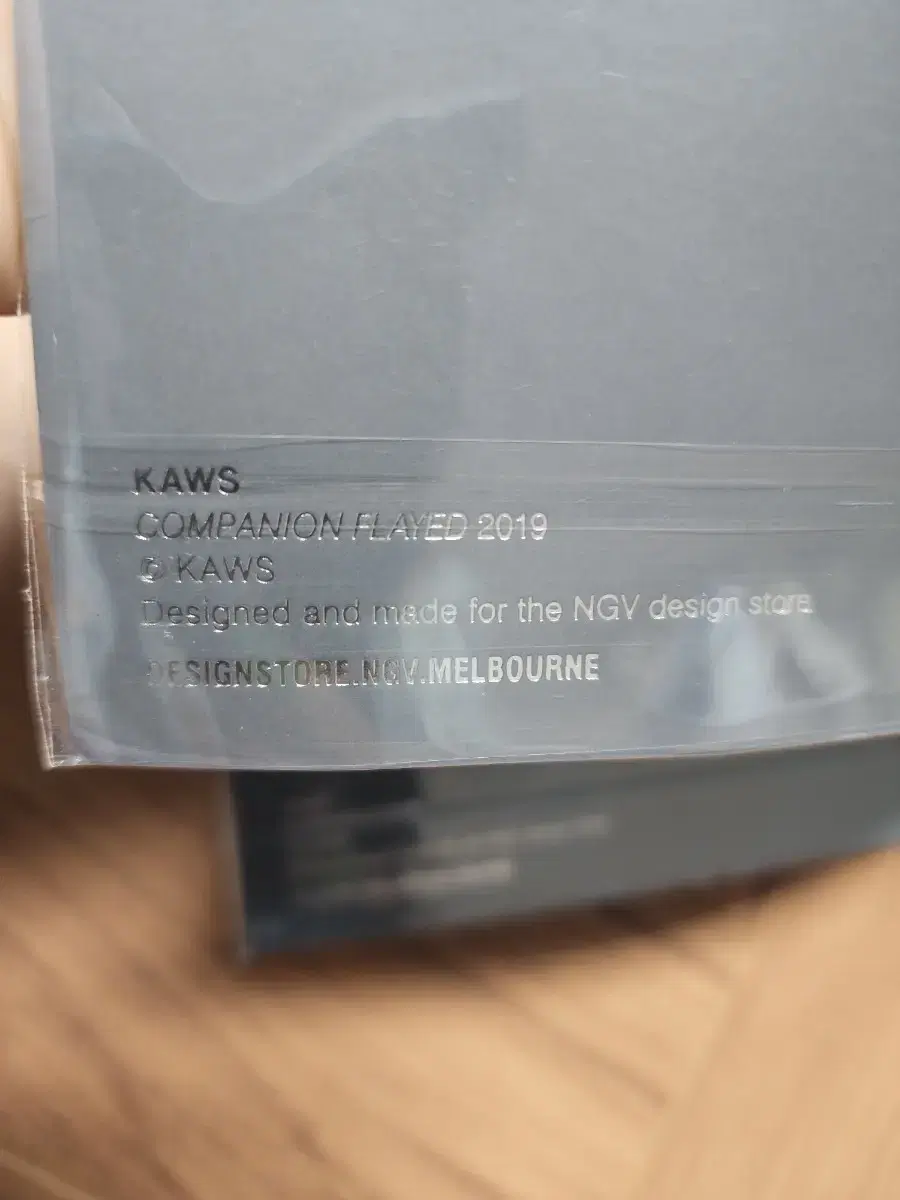 KAWS
COMPANION FLAYED 2019
© KAWS
Designed and made for the NGV design store
DESIGNSTORE.NGV.MELBOURNE